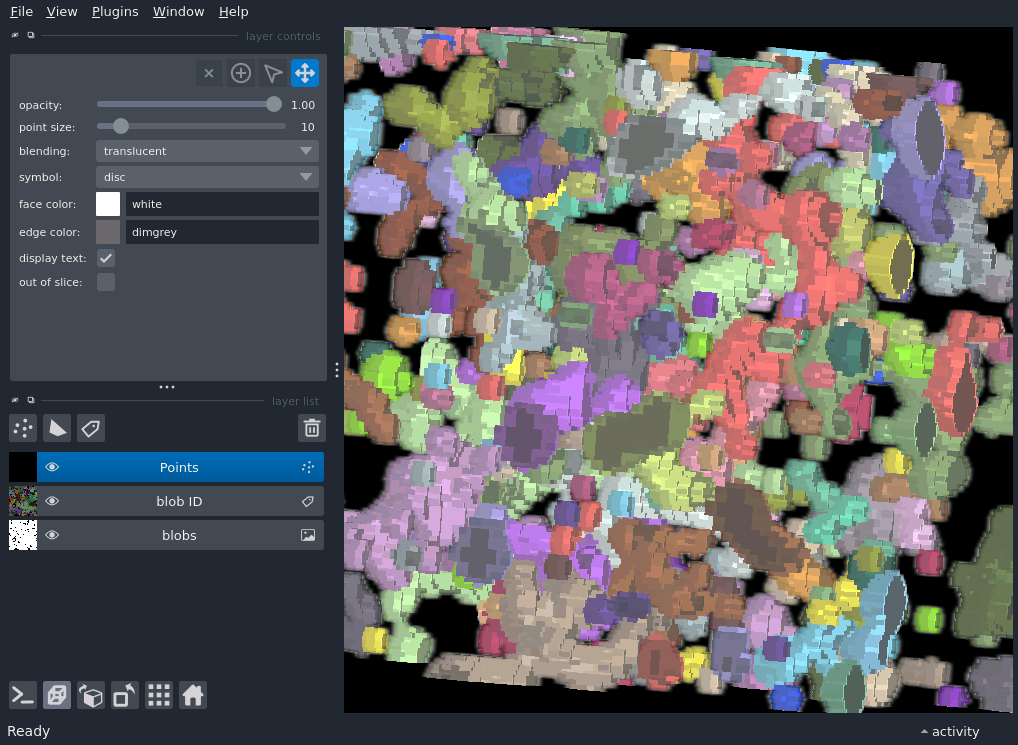 File View Plugins Window Help
layer controls
opacity: 1.00
point size: 10
blending: translucent
symbol: disc
face color: white
edge color: dimgrey
display text:
out of slice:
layer list
Points
blob ID
blobs
Ready
activity